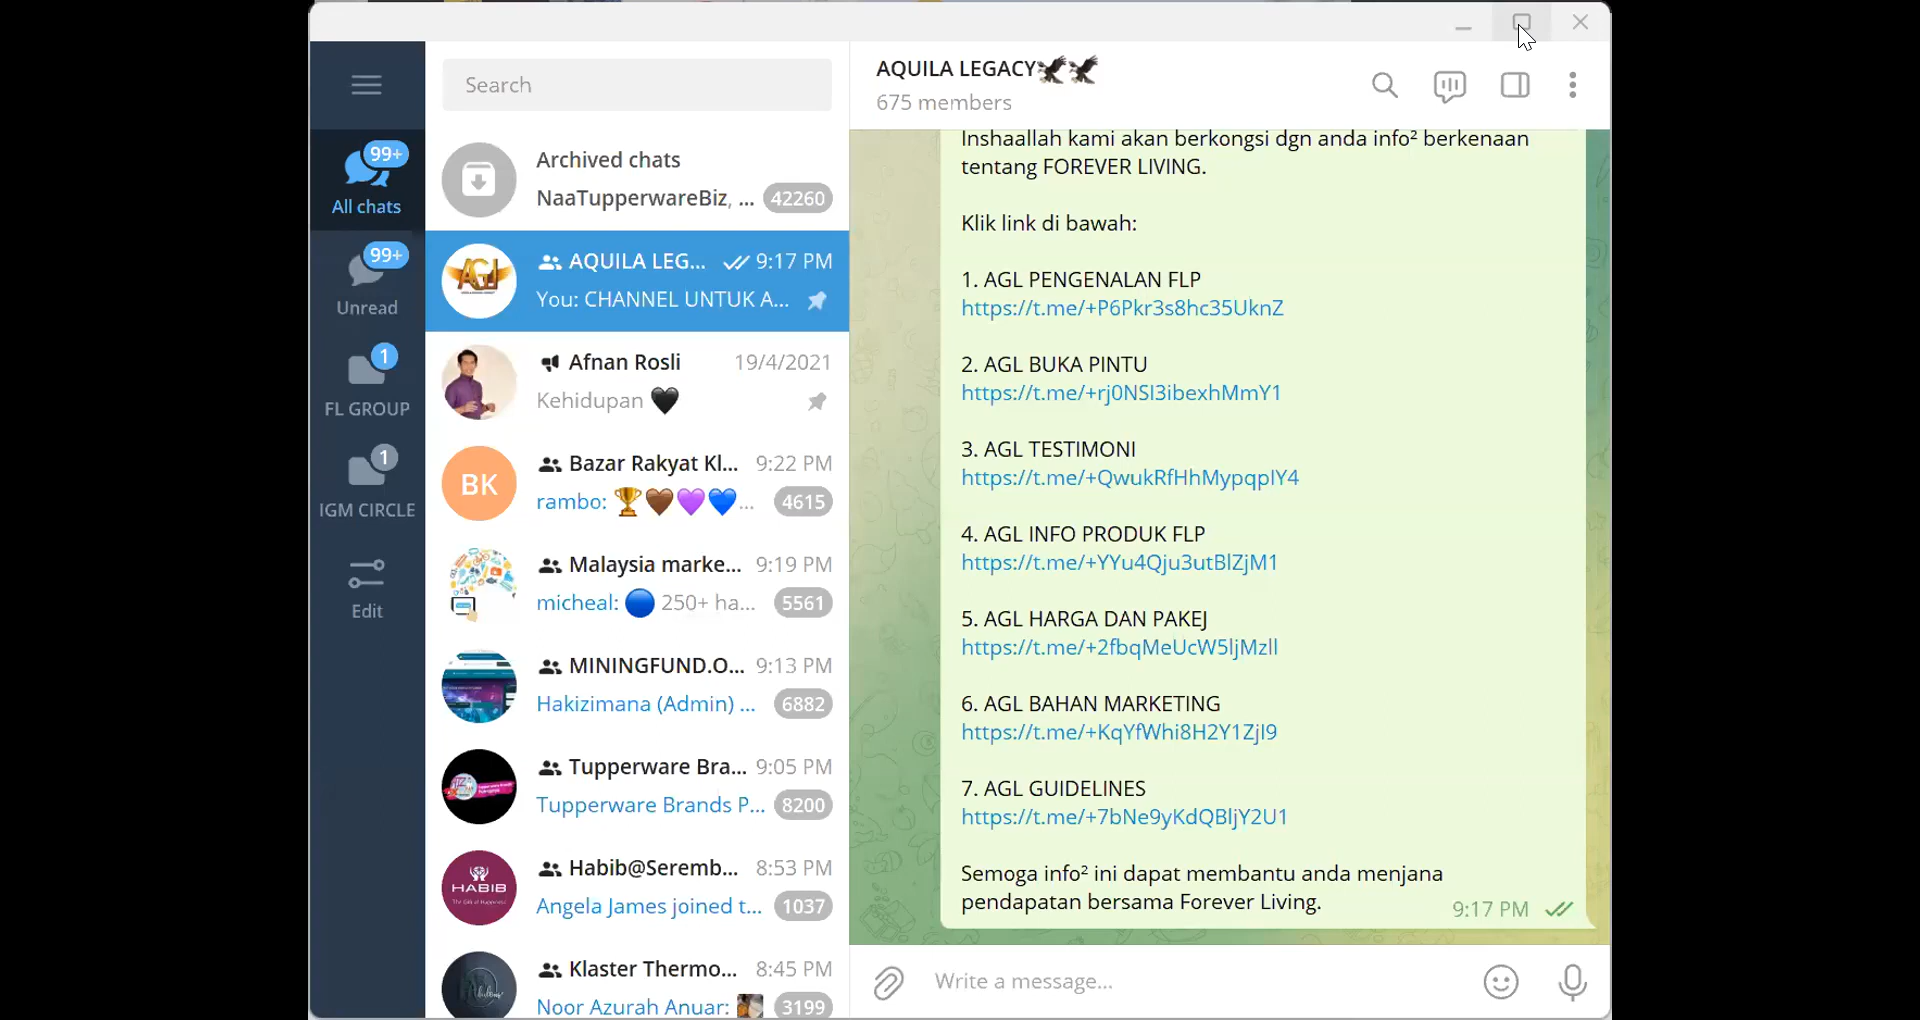 99+
All chats
99+
Unread
1
FL GROUP
1
IGM CIRCLE
Edit
Search
Archived chats
NaaTupperwareBiz, ... 42260
AQUILA LEG... 9:17 PM
You: CHANNEL UNTUK A...
Afnan Rosli 19/4/2021
Kehidupan 🖤
BK
Bazar Rakyat Kl... 9:22 PM
rambo: 🏆🤎💜💙... 4615
Malaysia marke... 9:19 PM
micheal: 🔵 250+ ha... 5561
MININGFUND.O... 9:13 PM
Hakizimana (Admin) ... 6882
Tupperware Bra... 9:05 PM
Tupperware Brands P... 8200
HABIB
Habib@Seremb... 8:53 PM
Angela James joined t... 1037
Klaster Thermo... 8:45 PM
Noor Azurah Anuar: 3199
AQUILA LEGACY🦅🦅
675 members
Inshaallah kami akan berkongsi dgn anda info² berkenaan
tentang FOREVER LIVING.
Klik link di bawah:
1. AGL PENGENALAN FLP
https://t.me/+P6Pkr3s8hc35UknZ
2. AGL BUKA PINTU
https://t.me/+rj0NSI3ibexhMmY1
3. AGL TESTIMONI
https://t.me/+QwukRfHhMypqpIY4
4. AGL INFO PRODUK FLP
https://t.me/+YYu4Qju3utBlZjM1
5. AGL HARGA DAN PAKEJ
https://t.me/+2fbqMeUcW5ljMzll
6. AGL BAHAN MARKETING
https://t.me/+KqYfWhi8H2Y1ZjI9
7. AGL GUIDELINES
https://t.me/+7bNe9yKdQBljY2U1
Semoga info² ini dapat membantu anda menjana
pendapatan bersama Forever Living.
9:17 PM
Write a message...